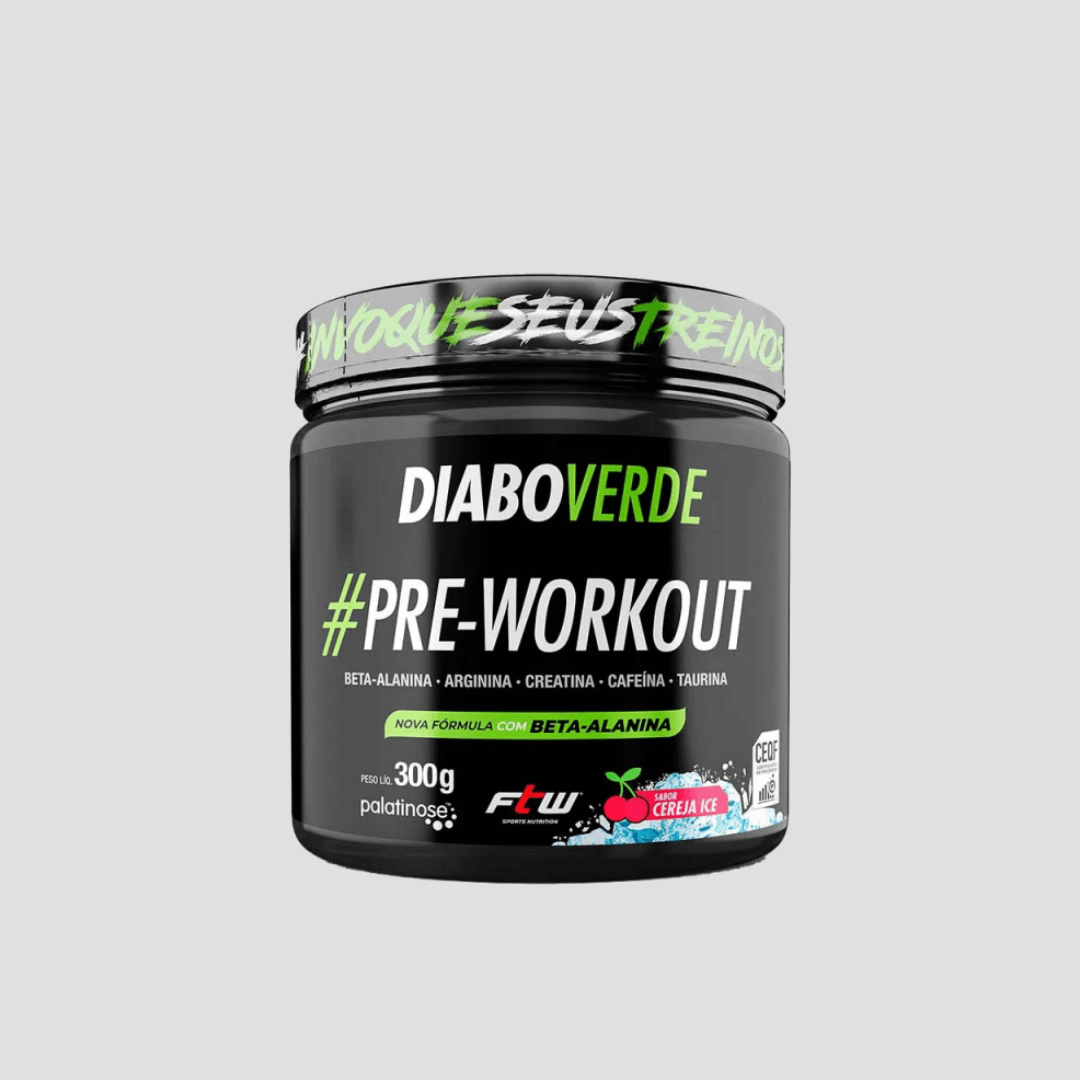 INVOQUESEUSTREINOS
DIABOVERDE
#PRE-WORKOUT
BETA-ALANINA • ARGININA • CREATINA • CAFEÍNA • TAURINA
NOVA FÓRMULA COM BETA-ALANINA
PESO LÍQ. 300g
palatinose™
FTW
SPORTS NUTRITION
SABOR
CEREJA ICE
CEQF